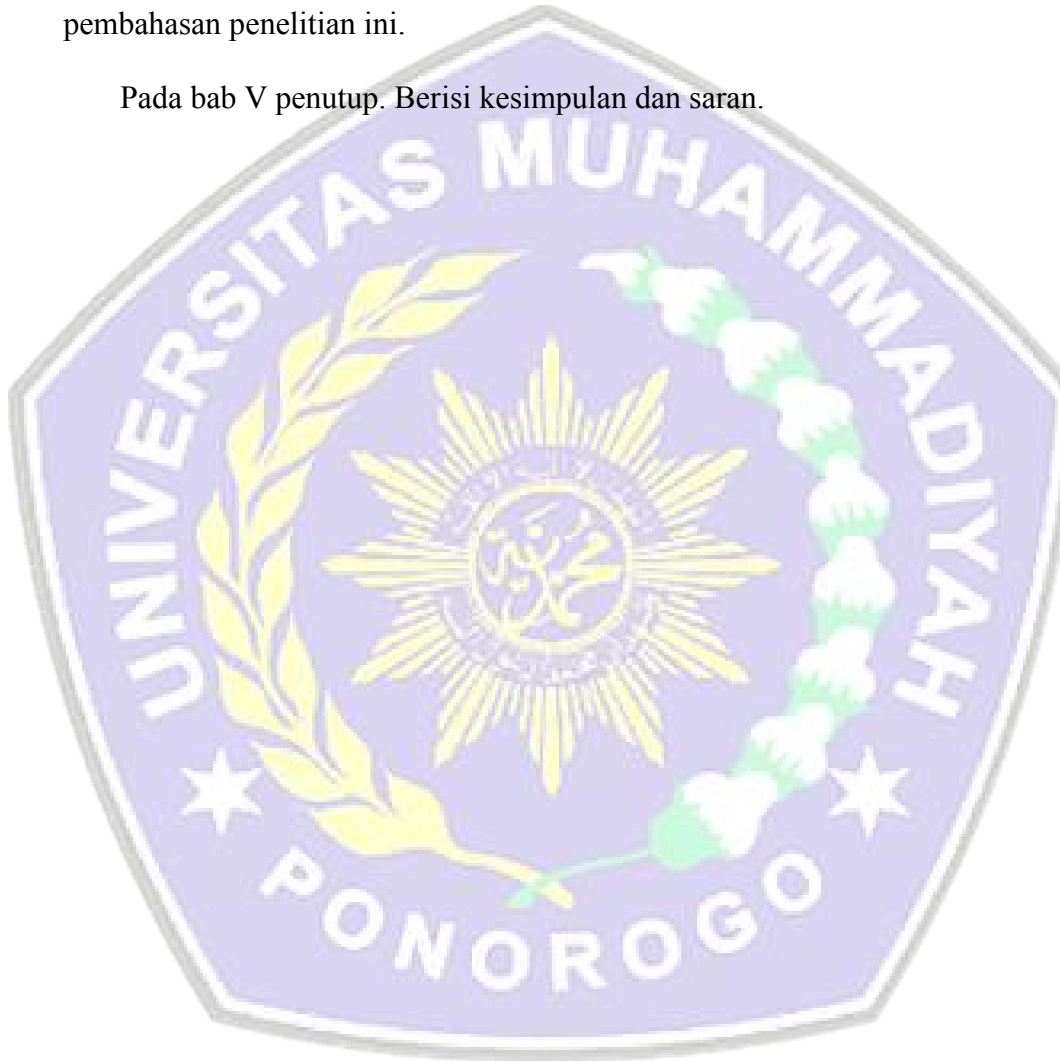 pembahasan penelitian ini.
Pada bab V penutup. Berisi kesimpulan dan saran.
UNIVERSITAS MUHAMMADIYAH
PONOROGO